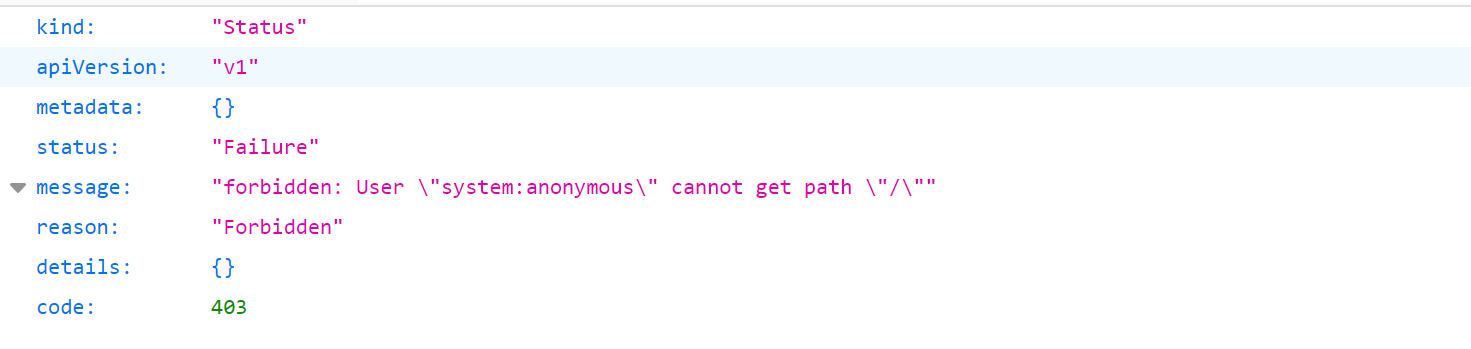 kind: "Status"
apiVersion: "v1"
metadata: {}
status: "Failure"
message: "forbidden: User \"system:anonymous\" cannot get path \"/\""
reason: "Forbidden"
details: {}
code: 403